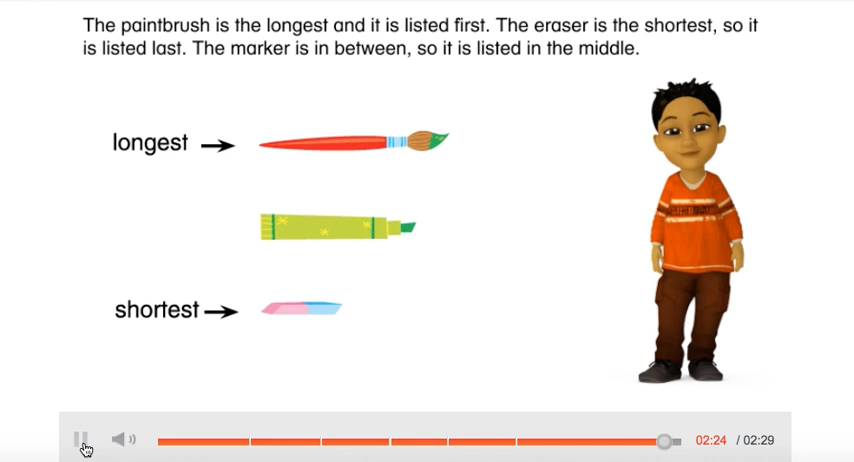 The paintbrush is the longest and it is listed first. The eraser is the shortest, so it
is listed last. The marker is in between, so it is listed in the middle.
longest
shortest
02:24 / 02:29